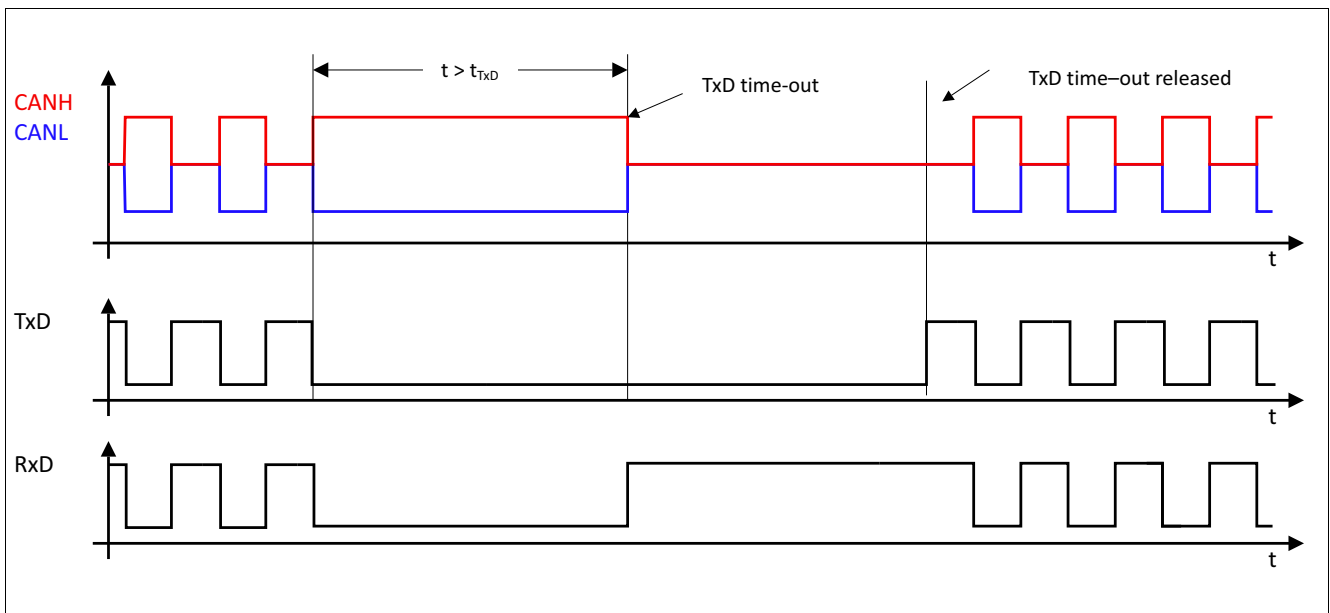 t > tTxD
TxD time-out
TxD time–out released
CANH
CANL
t
TxD
t
RxD
t